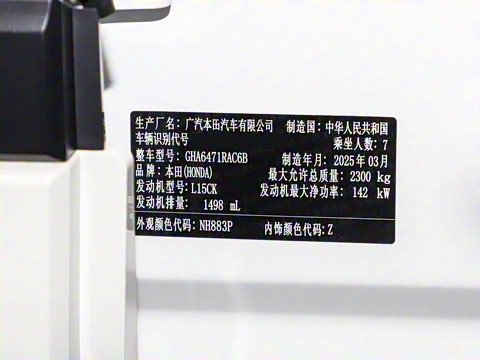 生产厂名：广汽本田汽车有限公司 制造国：中华人民共和国
车辆识别代号 乘坐人数：7
整车型号：GHA6471RAC6B 制造年月：2025年03月
品牌：本田(HONDA) 最大允许总质量：2300 kg
发动机型号：L15CK 发动机最大净功率：142 kW
发动机排量：1498 mL
外观颜色代码：NH883P 内饰颜色代码：Z